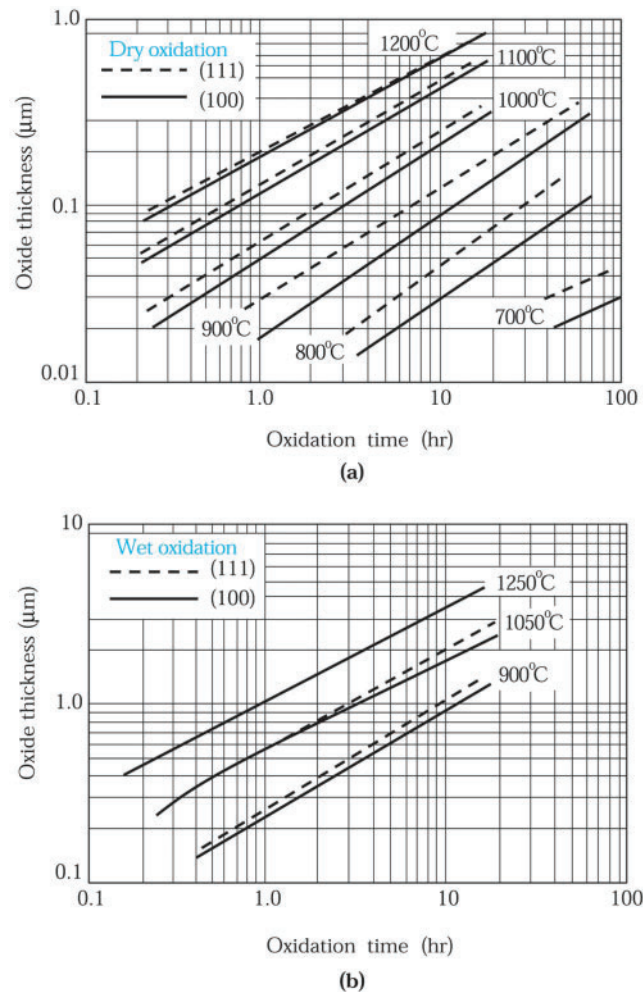 1.0
Dry oxidation
(111)
(100)
1200°C
1100°C
1000°C
Oxide thickness (μm)
0.1
900°C
800°C
700°C
0.01
0.1 1.0 10 100
Oxidation time (hr)
(a)
10
Wet oxidation
(111)
(100)
1250°C
1050°C
900°C
Oxide thickness (μm)
1.0
0.1
0.1 1.0 10 100
Oxidation time (hr)
(b)